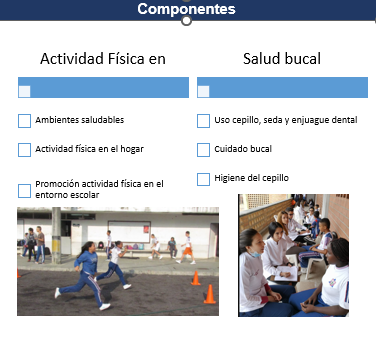 Componentes
Actividad Física en
Ambientes saludables
Actividad física en el hogar
Promoción actividad física en el
entorno escolar
Salud bucal
Uso cepillo, seda y enjuague dental
Cuidado bucal
Higiene del cepillo